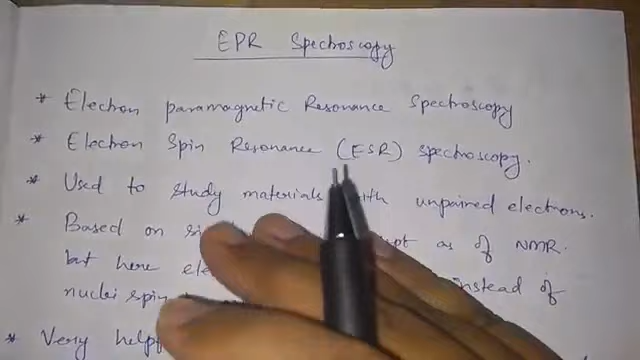 EPR Spectroscopy
* Electron paramagnetic Resonance Spectroscopy
* Electron Spin Resonance (ESR) spectroscopy.
* Used to study materials with unpaired electrons.
* Based on as of NMR.
but here instead of
nuclei spin
* Very